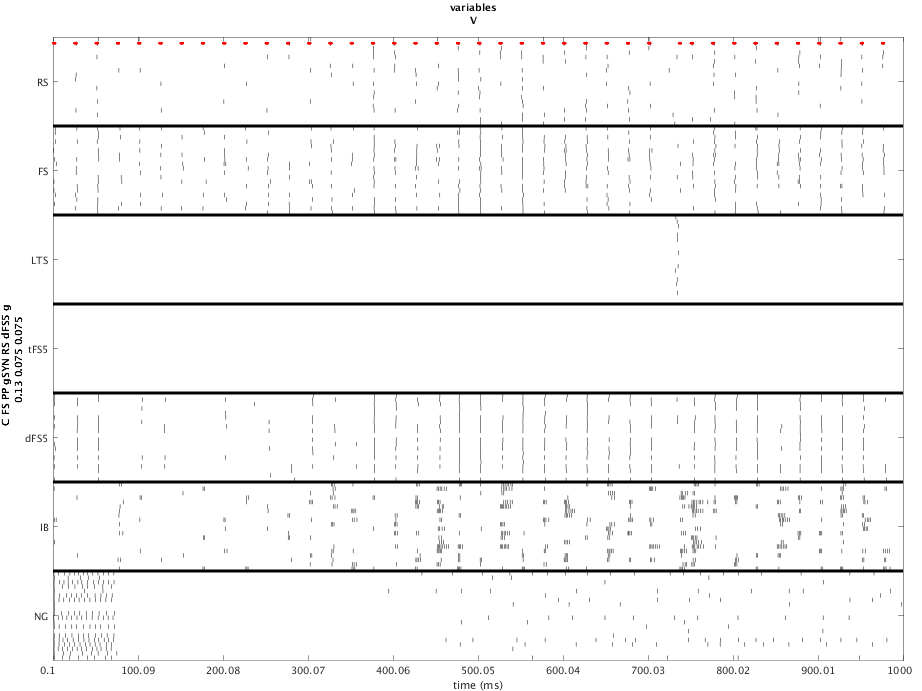 variables
V
RS
FS
LTS
tFS5
dFS5
IB
NG
C FS PP gSYN RS dFS5 g
0.13 0.075 0.075
0.1 100.09 200.08 300.07 400.06 500.05 600.04 700.03 800.02 900.01 1000
time (ms)